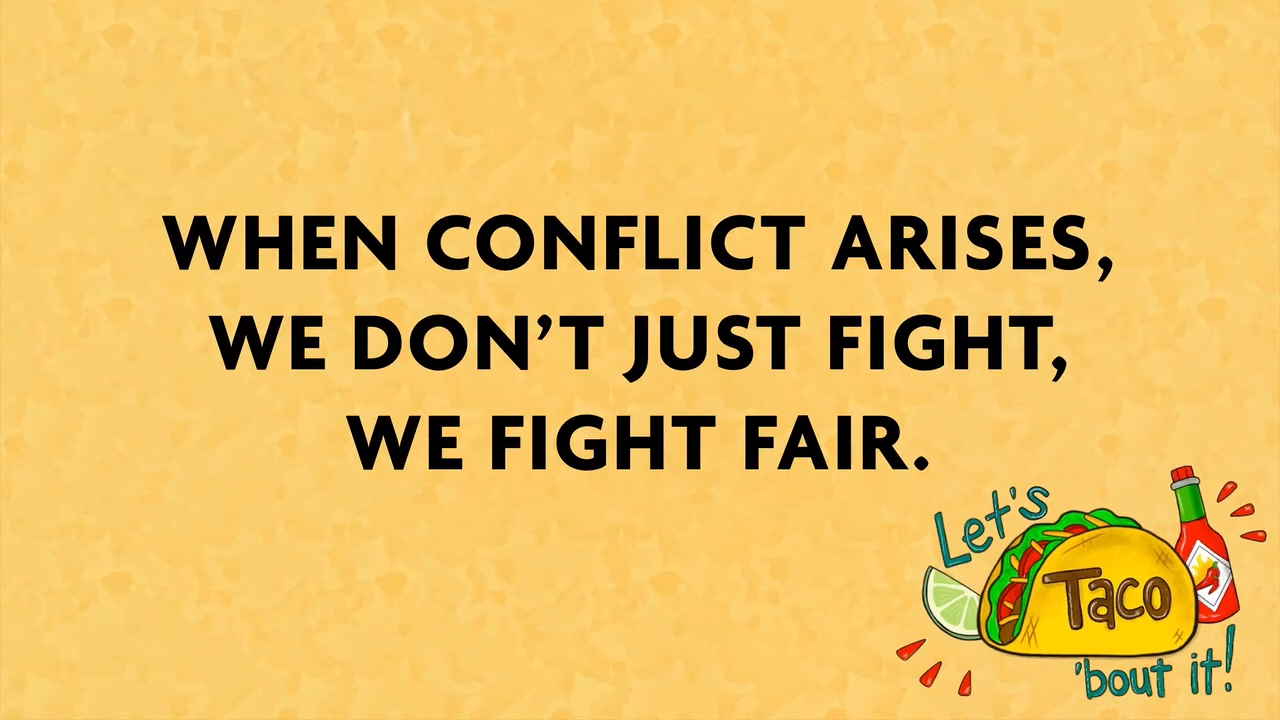 WHEN CONFLICT ARISES,
WE DON’T JUST FIGHT,
WE FIGHT FAIR.
Let's
Taco
'bout it!